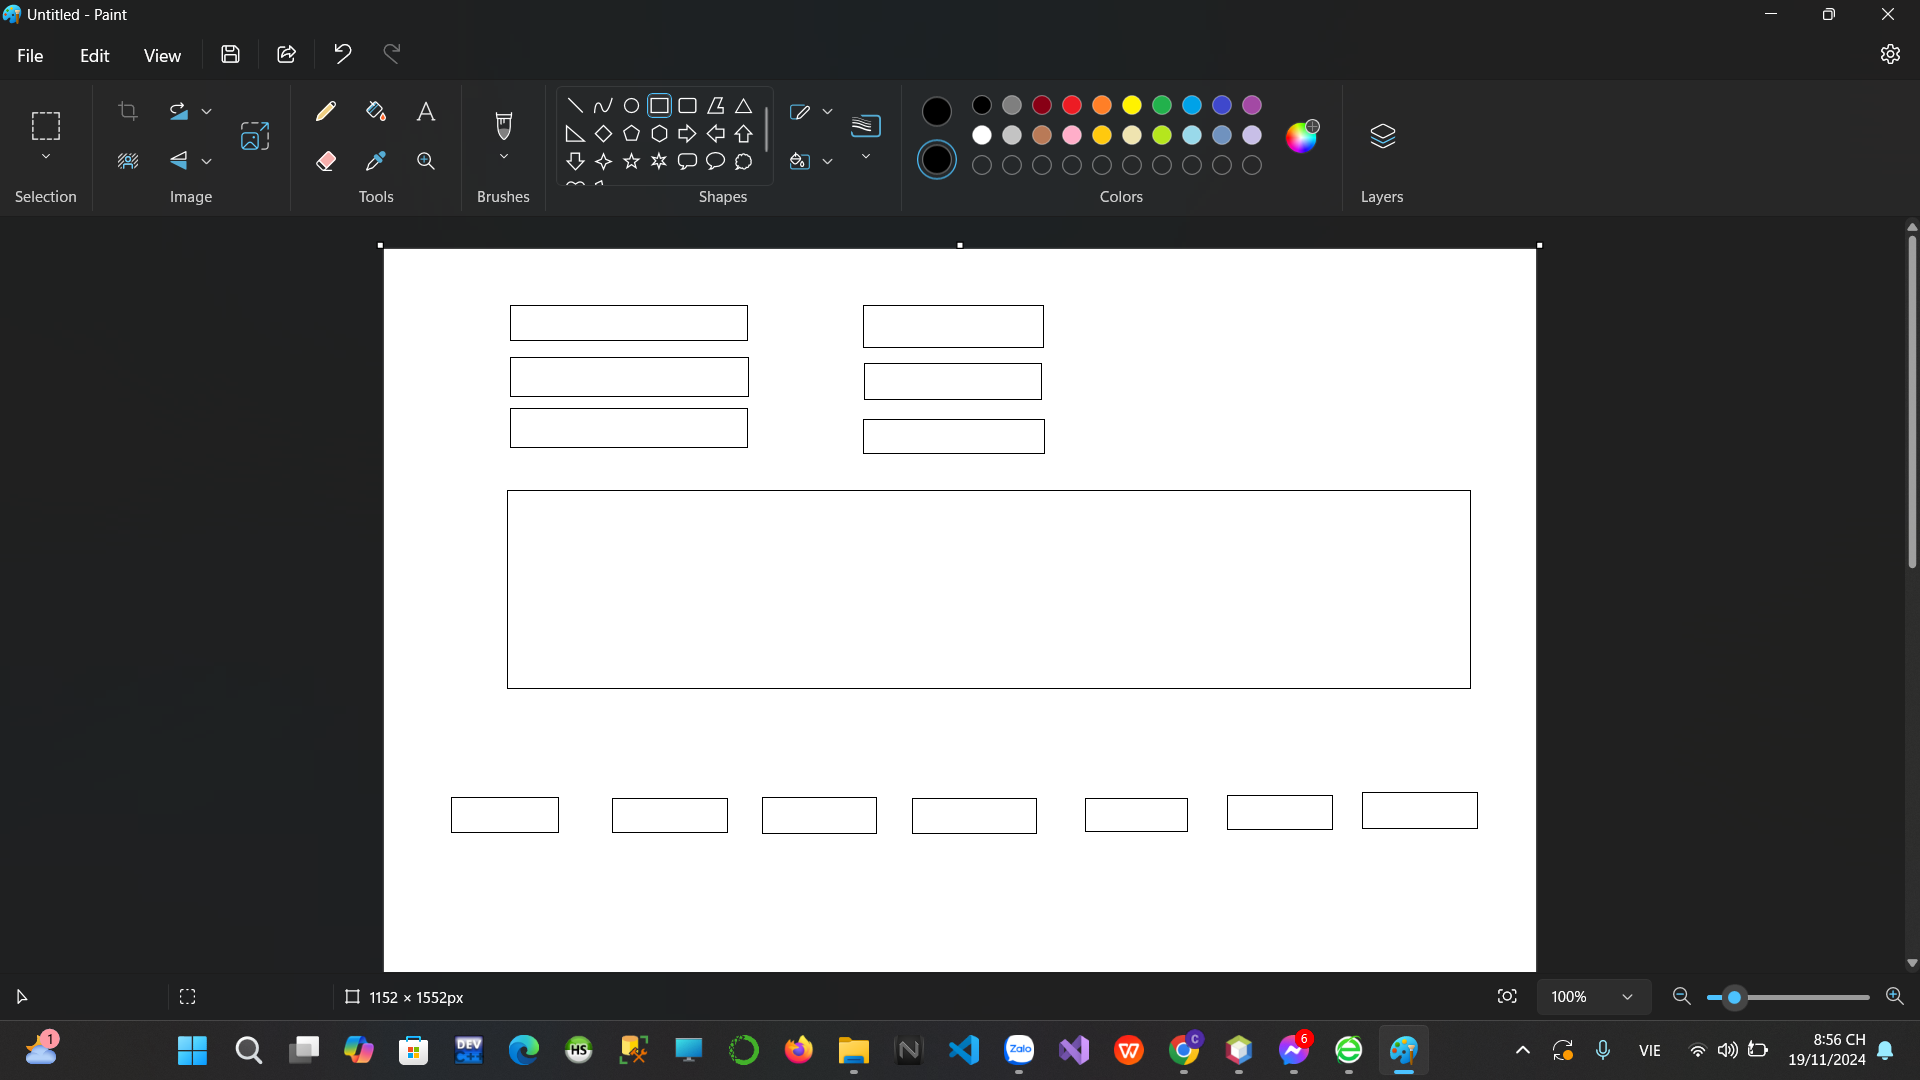 Untitled - Paint
File Edit View
Selection Image Tools Brushes Shapes Colors Layers
1152 × 1552px 100%
1 DEV C++ HS N Zalo W C 6 VIE 8:56 CH
19/11/2024